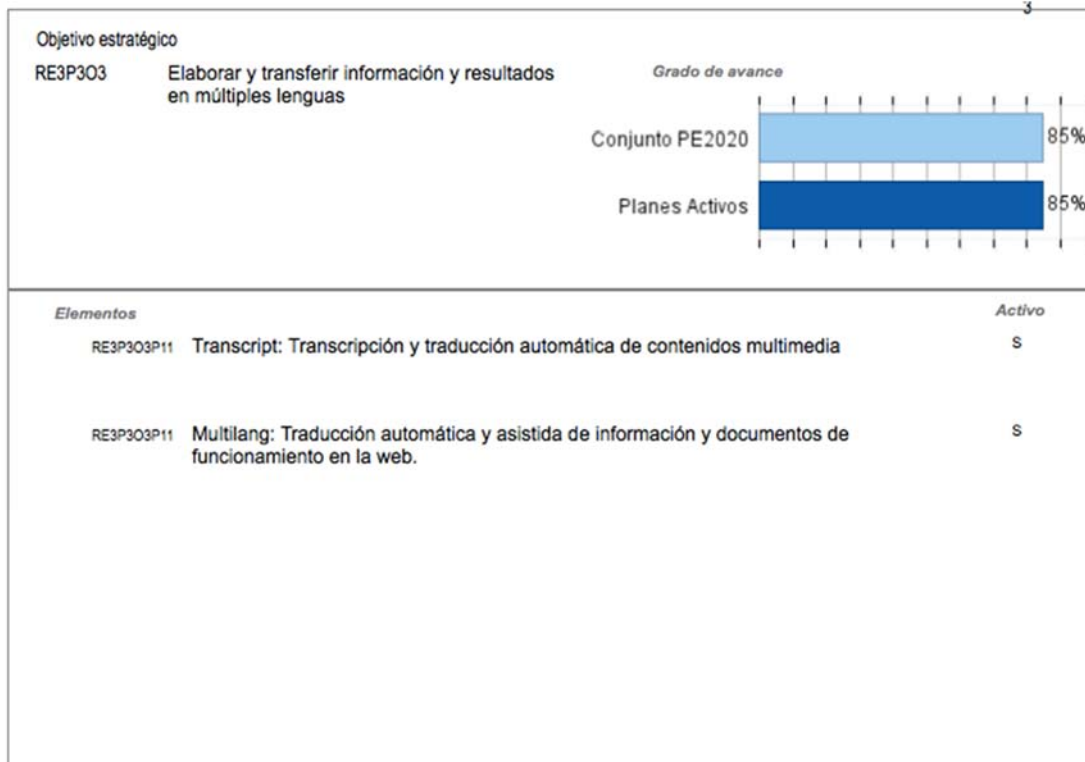 3
Objetivo estratégico
RE3P3O3 Elaborar y transferir información y resultados
en múltiples lenguas
Grado de avance
Conjunto PE2020 85%
Planes Activos 85%
Elementos Activo
RE3P3O3P11 Transcript: Transcripción y traducción automática de contenidos multimedia S
RE3P3O3P11 Multilang: Traducción automática y asistida de información y documentos de
funcionamiento en la web. S